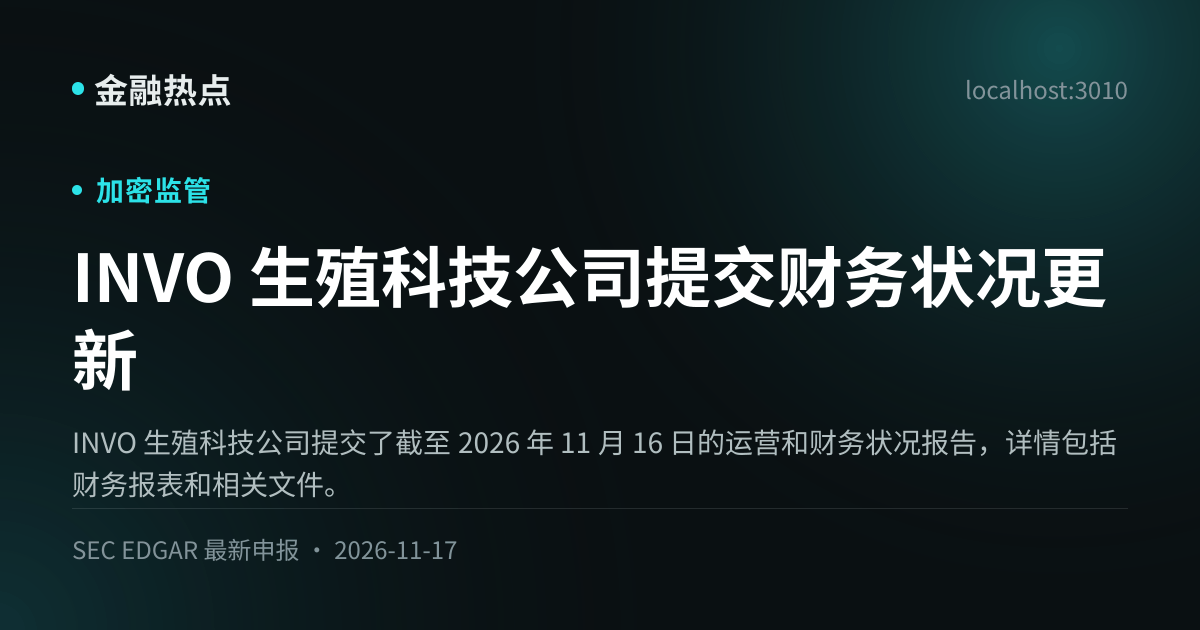 金融热点
localhost:3010
加密监管
INVO 生殖科技公司提交财务状况更
新
INVO 生殖科技公司提交了截至 2026 年 11 月 16 日的运营和财务状况报告，详情包括
财务报表和相关文件。
SEC EDGAR 最新申报 · 2026-11-17